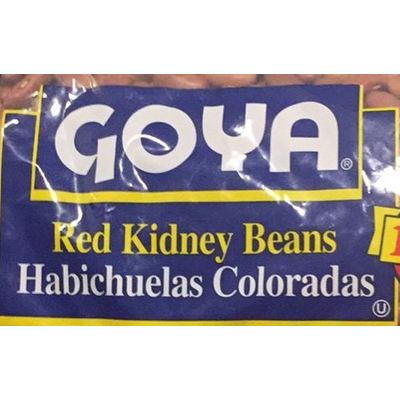 GOYA®
Red Kidney Beans
Habichuelas Coloradas
U